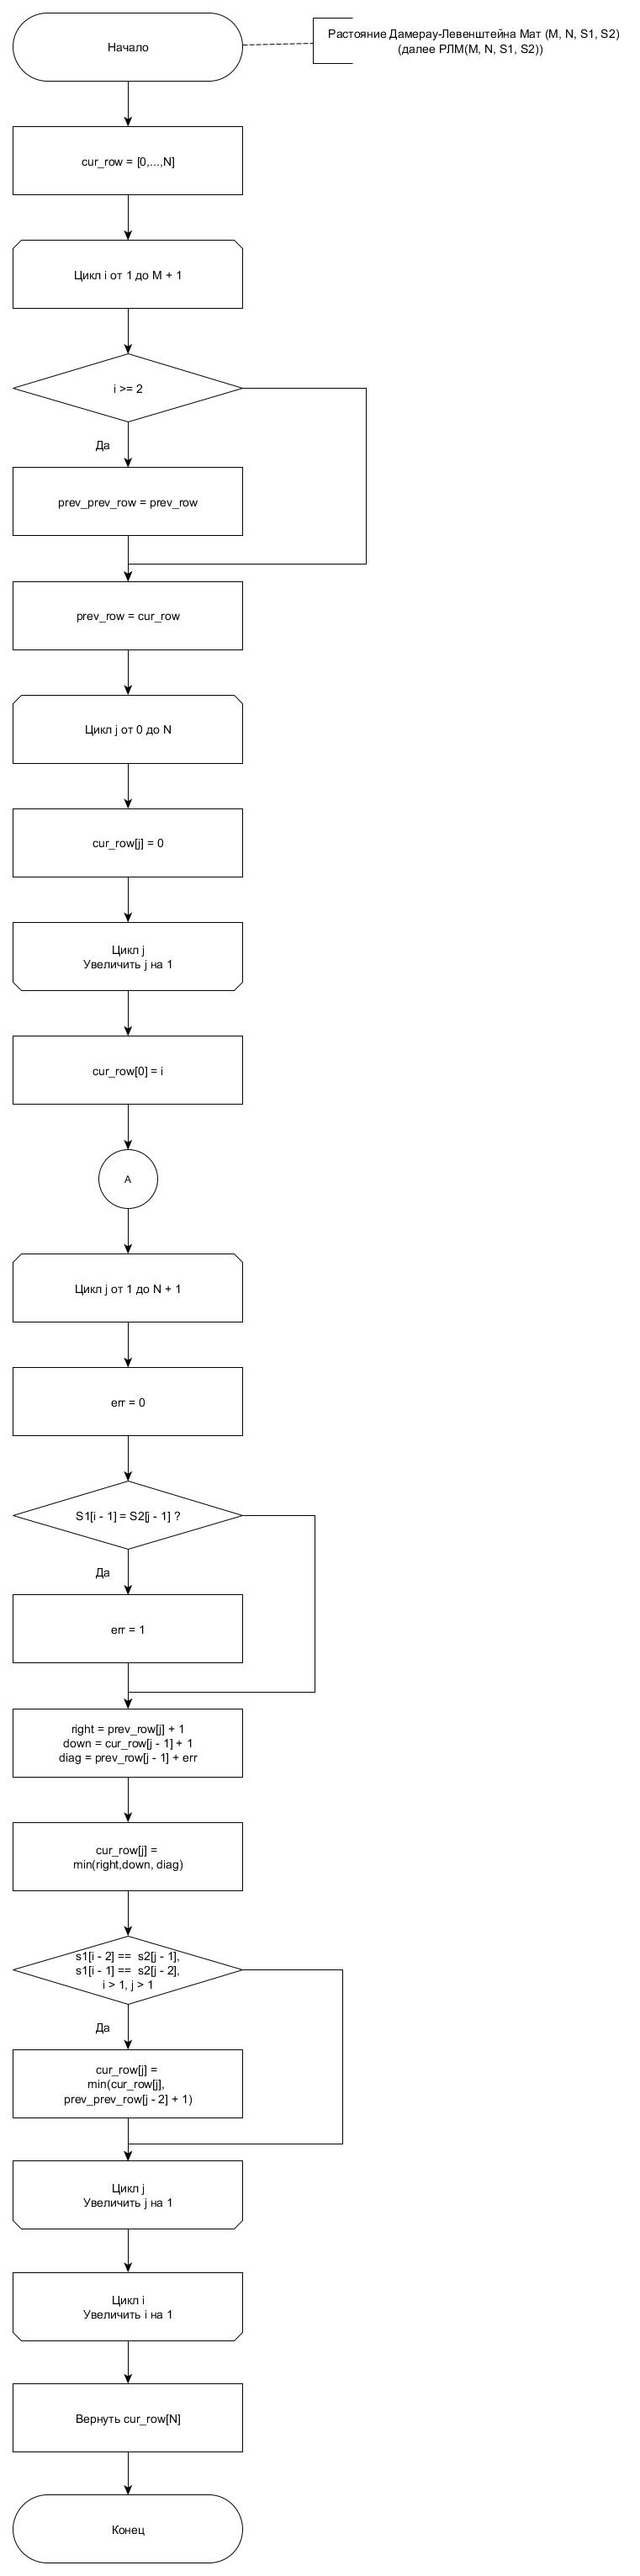 Начало
Растояние Дамерау-Левенштейна Мат (M, N, S1, S2)
(далее РЛМ(M, N, S1, S2))
cur_row = [0,...,N]
Цикл i от 1 до M + 1
i >= 2
Да
prev_prev_row = prev_row
prev_row = cur_row
Цикл j от 0 до N
cur_row[j] = 0
Цикл j
Увеличить j на 1
cur_row[0] = i
A
Цикл j от 1 до N + 1
err = 0
S1[i - 1] = S2[j - 1] ?
Да
err = 1
right = prev_row[j] + 1
down = cur_row[j - 1] + 1
diag = prev_row[j - 1] + err
cur_row[j] =
min(right,down, diag)
s1[i - 2] == s2[j - 1],
s1[i - 1] == s2[j - 2],
i > 1, j > 1
Да
cur_row[j] =
min(cur_row[j],
prev_prev_row[j - 2] + 1)
Цикл j
Увеличить j на 1
Цикл i
Увеличить i на 1
Вернуть cur_row[N]
Конец